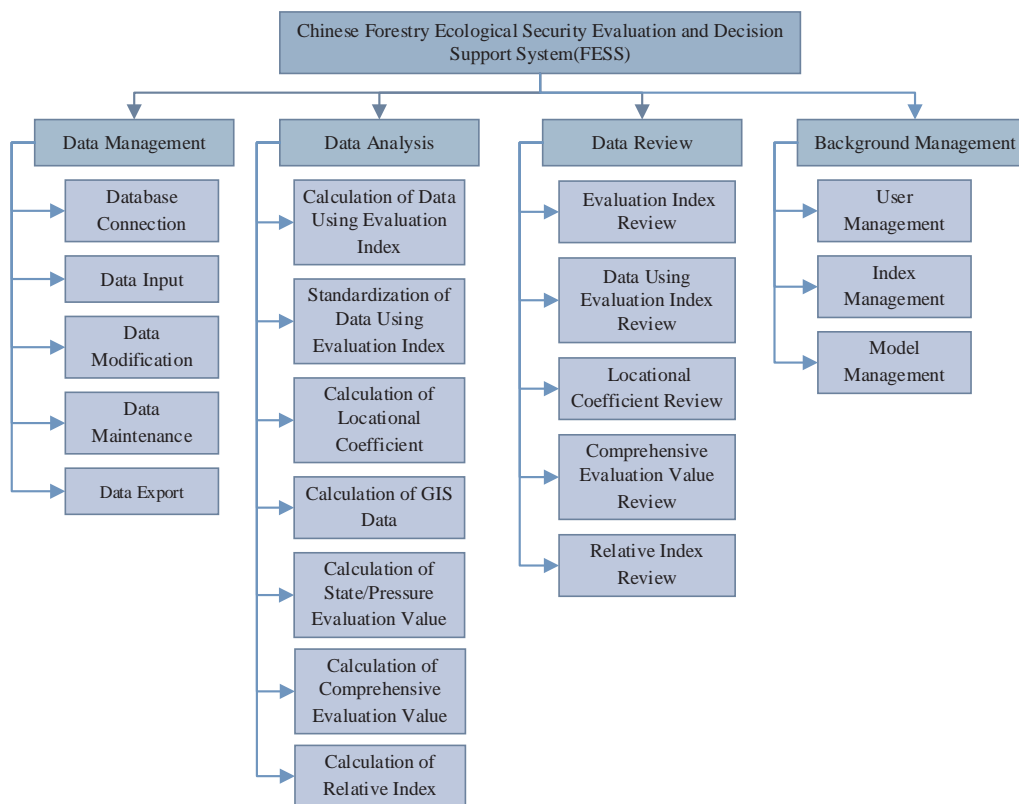 Chinese Forestry Ecological Security Evaluation and Decision
Support System(FESS)
Data Management
Database
Connection
Data Input
Data
Modification
Data
Maintenance
Data Export
Data Analysis
Calculation of Data
Using Evaluation
Index
Standardization of
Data Using
Evaluation Index
Calculation of
Locational
Coefficient
Calculation of GIS
Data
Calculation of
State/Pressure
Evaluation Value
Calculation of
Comprehensive
Evaluation Value
Calculation of
Relative Index
Data Review
Evaluation Index
Review
Data Using
Evaluation Index
Review
Locational
Coefficient Review
Comprehensive
Evaluation Value
Review
Relative Index
Review
Background Management
User
Management
Index
Management
Model
Management